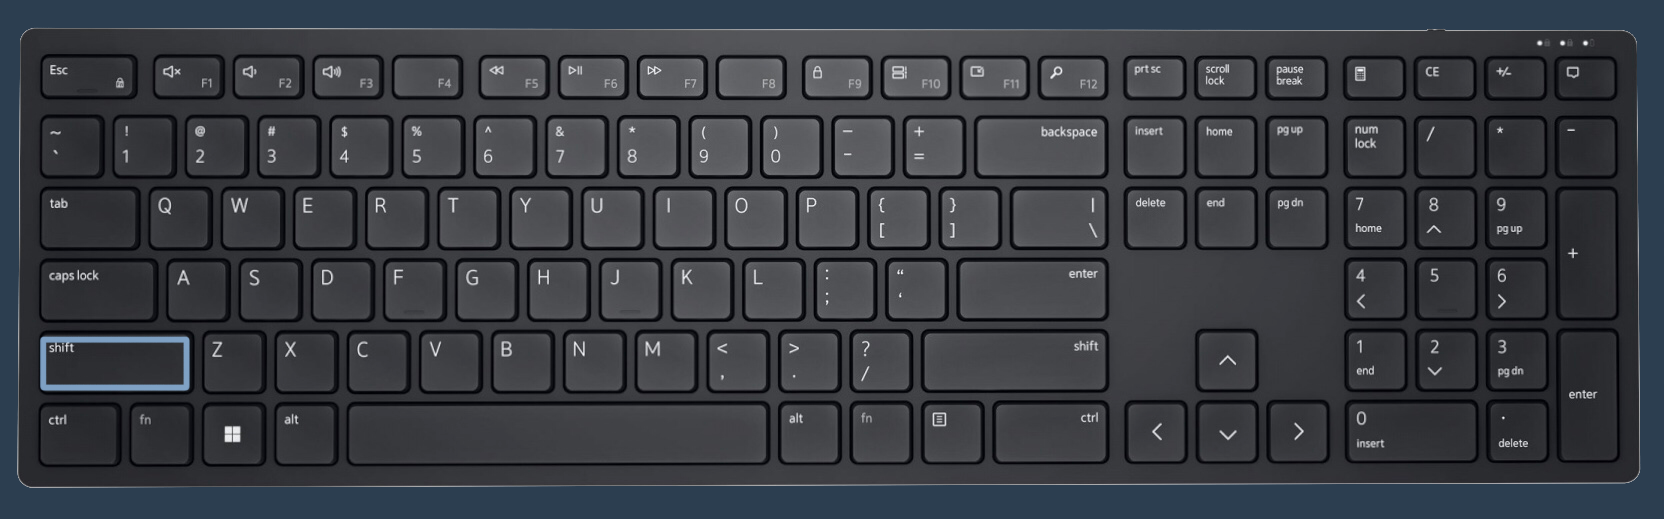 Esc F1 F2 F3 F4 F5 F6 F7 F8 F9 F10 F11 F12 prt sc scroll lock pause break CE +/-
~ ` ! 1 @ 2 # 3 $ 4 % 5 ^ 6 & 7 * 8 ( 9 ) 0 _ - + = backspace insert home pg up num lock / * -
tab Q W E R T Y U I O P { [ } ] | \ delete end pg dn 7 home 8 9 pg up +
caps lock A S D F G H J K L : ; “ ‘ enter 4 5 6
shift Z X C V B N M < , > . ? / shift 1 end 2 3 pg dn enter
ctrl fn alt alt fn ctrl 0 insert . delete